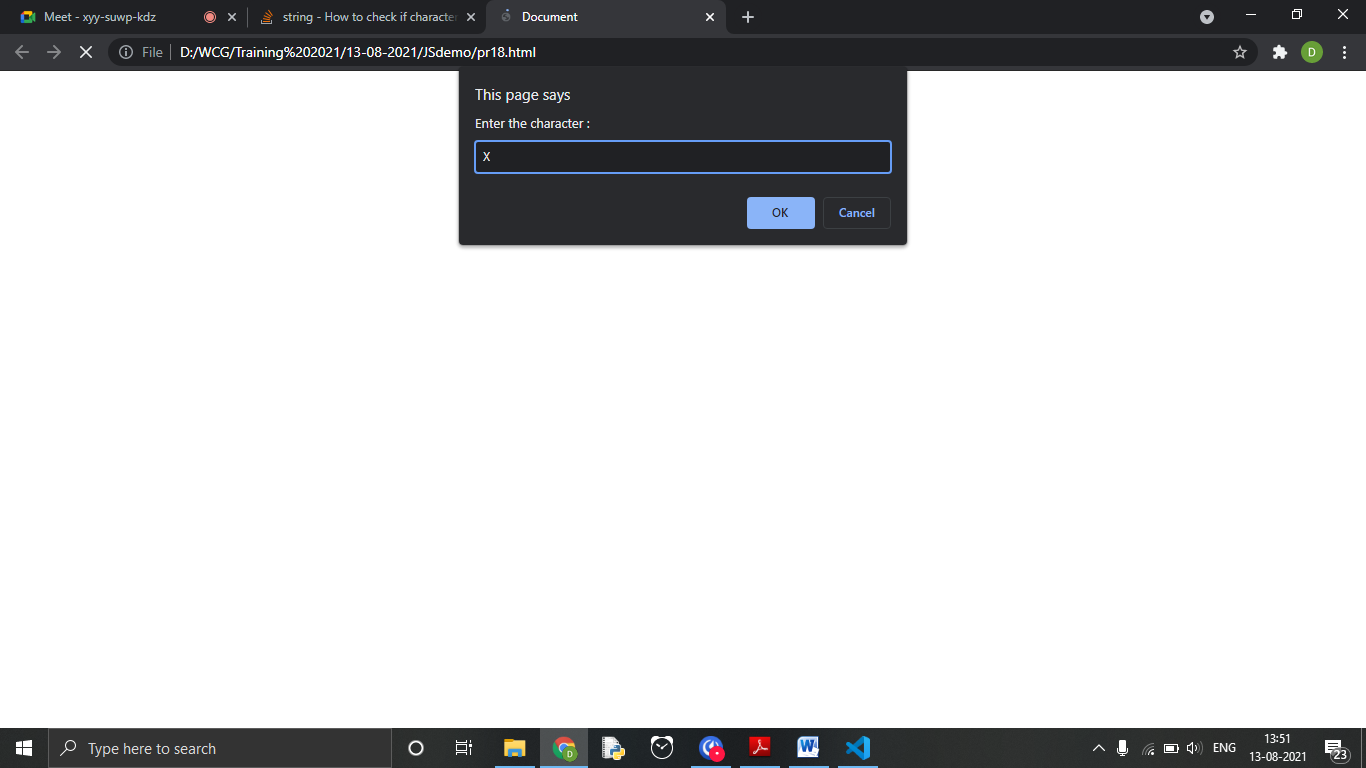 Meet - xyy-suwp-kdz
string - How to check if character
Document
File
D:/WCG/Training%202021/13-08-2021/JSdemo/pr18.html
D
This page says
Enter the character :
X
OK
Cancel
Type here to search
D
ENG
13:51
13-08-2021
23